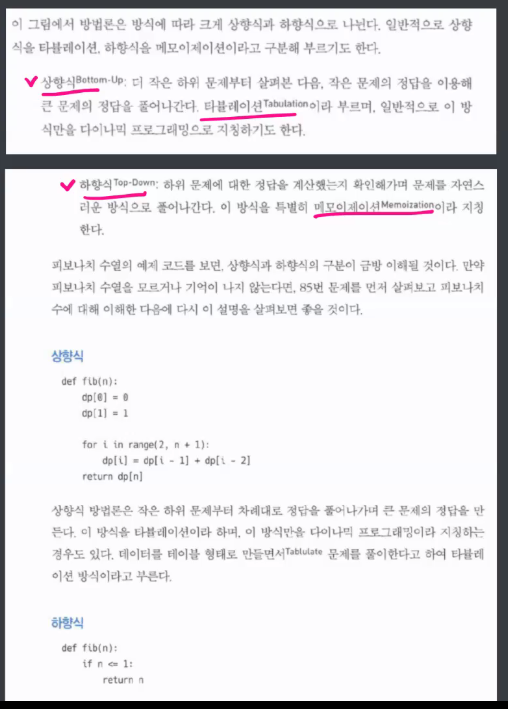 이 그림에서 방법론은 방식에 따라 크게 상향식과 하향식으로 나뉜다. 일반적으로 상향
식을 타뷸레이션, 하향식을 메모이제이션이라고 구분해 부르기도 한다.
상향식Bottom-Up: 더 작은 하위 문제부터 살펴본 다음, 작은 문제의 정답을 이용해
큰 문제의 정답을 풀어나간다. 타뷸레이션Tabulation이라 부르며, 일반적으로 이 방
식만을 다이나믹 프로그래밍으로 지칭하기도 한다.
하향식Top-Down: 하위 문제에 대한 정답을 계산했는지 확인해가며 문제를 자연스
러운 방식으로 풀어나간다. 이 방식을 특별히 메모이제이션Memoization이라 지칭
한다.
피보나치 수열의 예제 코드를 보면, 상향식과 하향식의 구분이 금방 이해될 것이다. 만약
피보나치 수열을 모르거나 기억이 나지 않는다면, 85번 문제를 먼저 살펴보고 피보나치
수에 대해 이해한 다음에 다시 이 설명을 살펴보면 좋을 것이다.
상향식
def fib(n):
dp[0] = 0
dp[1] = 1
for i in range(2, n + 1):
dp[i] = dp[i - 1] + dp[i - 2]
return dp[n]
상향식 방법론은 작은 하위 문제부터 차례대로 정답을 풀어나가며 큰 문제의 정답을 만
든다. 이 방식을 타뷸레이션이라 하며, 이 방식만을 다이나믹 프로그래밍이라 지칭하는
경우도 있다. 데이터를 테이블 형태로 만들면서Tablulate 문제를 풀이한다고 하여 타뷸레
이션 방식이라고 부른다.
하향식
def fib(n):
if n <= 1:
return n